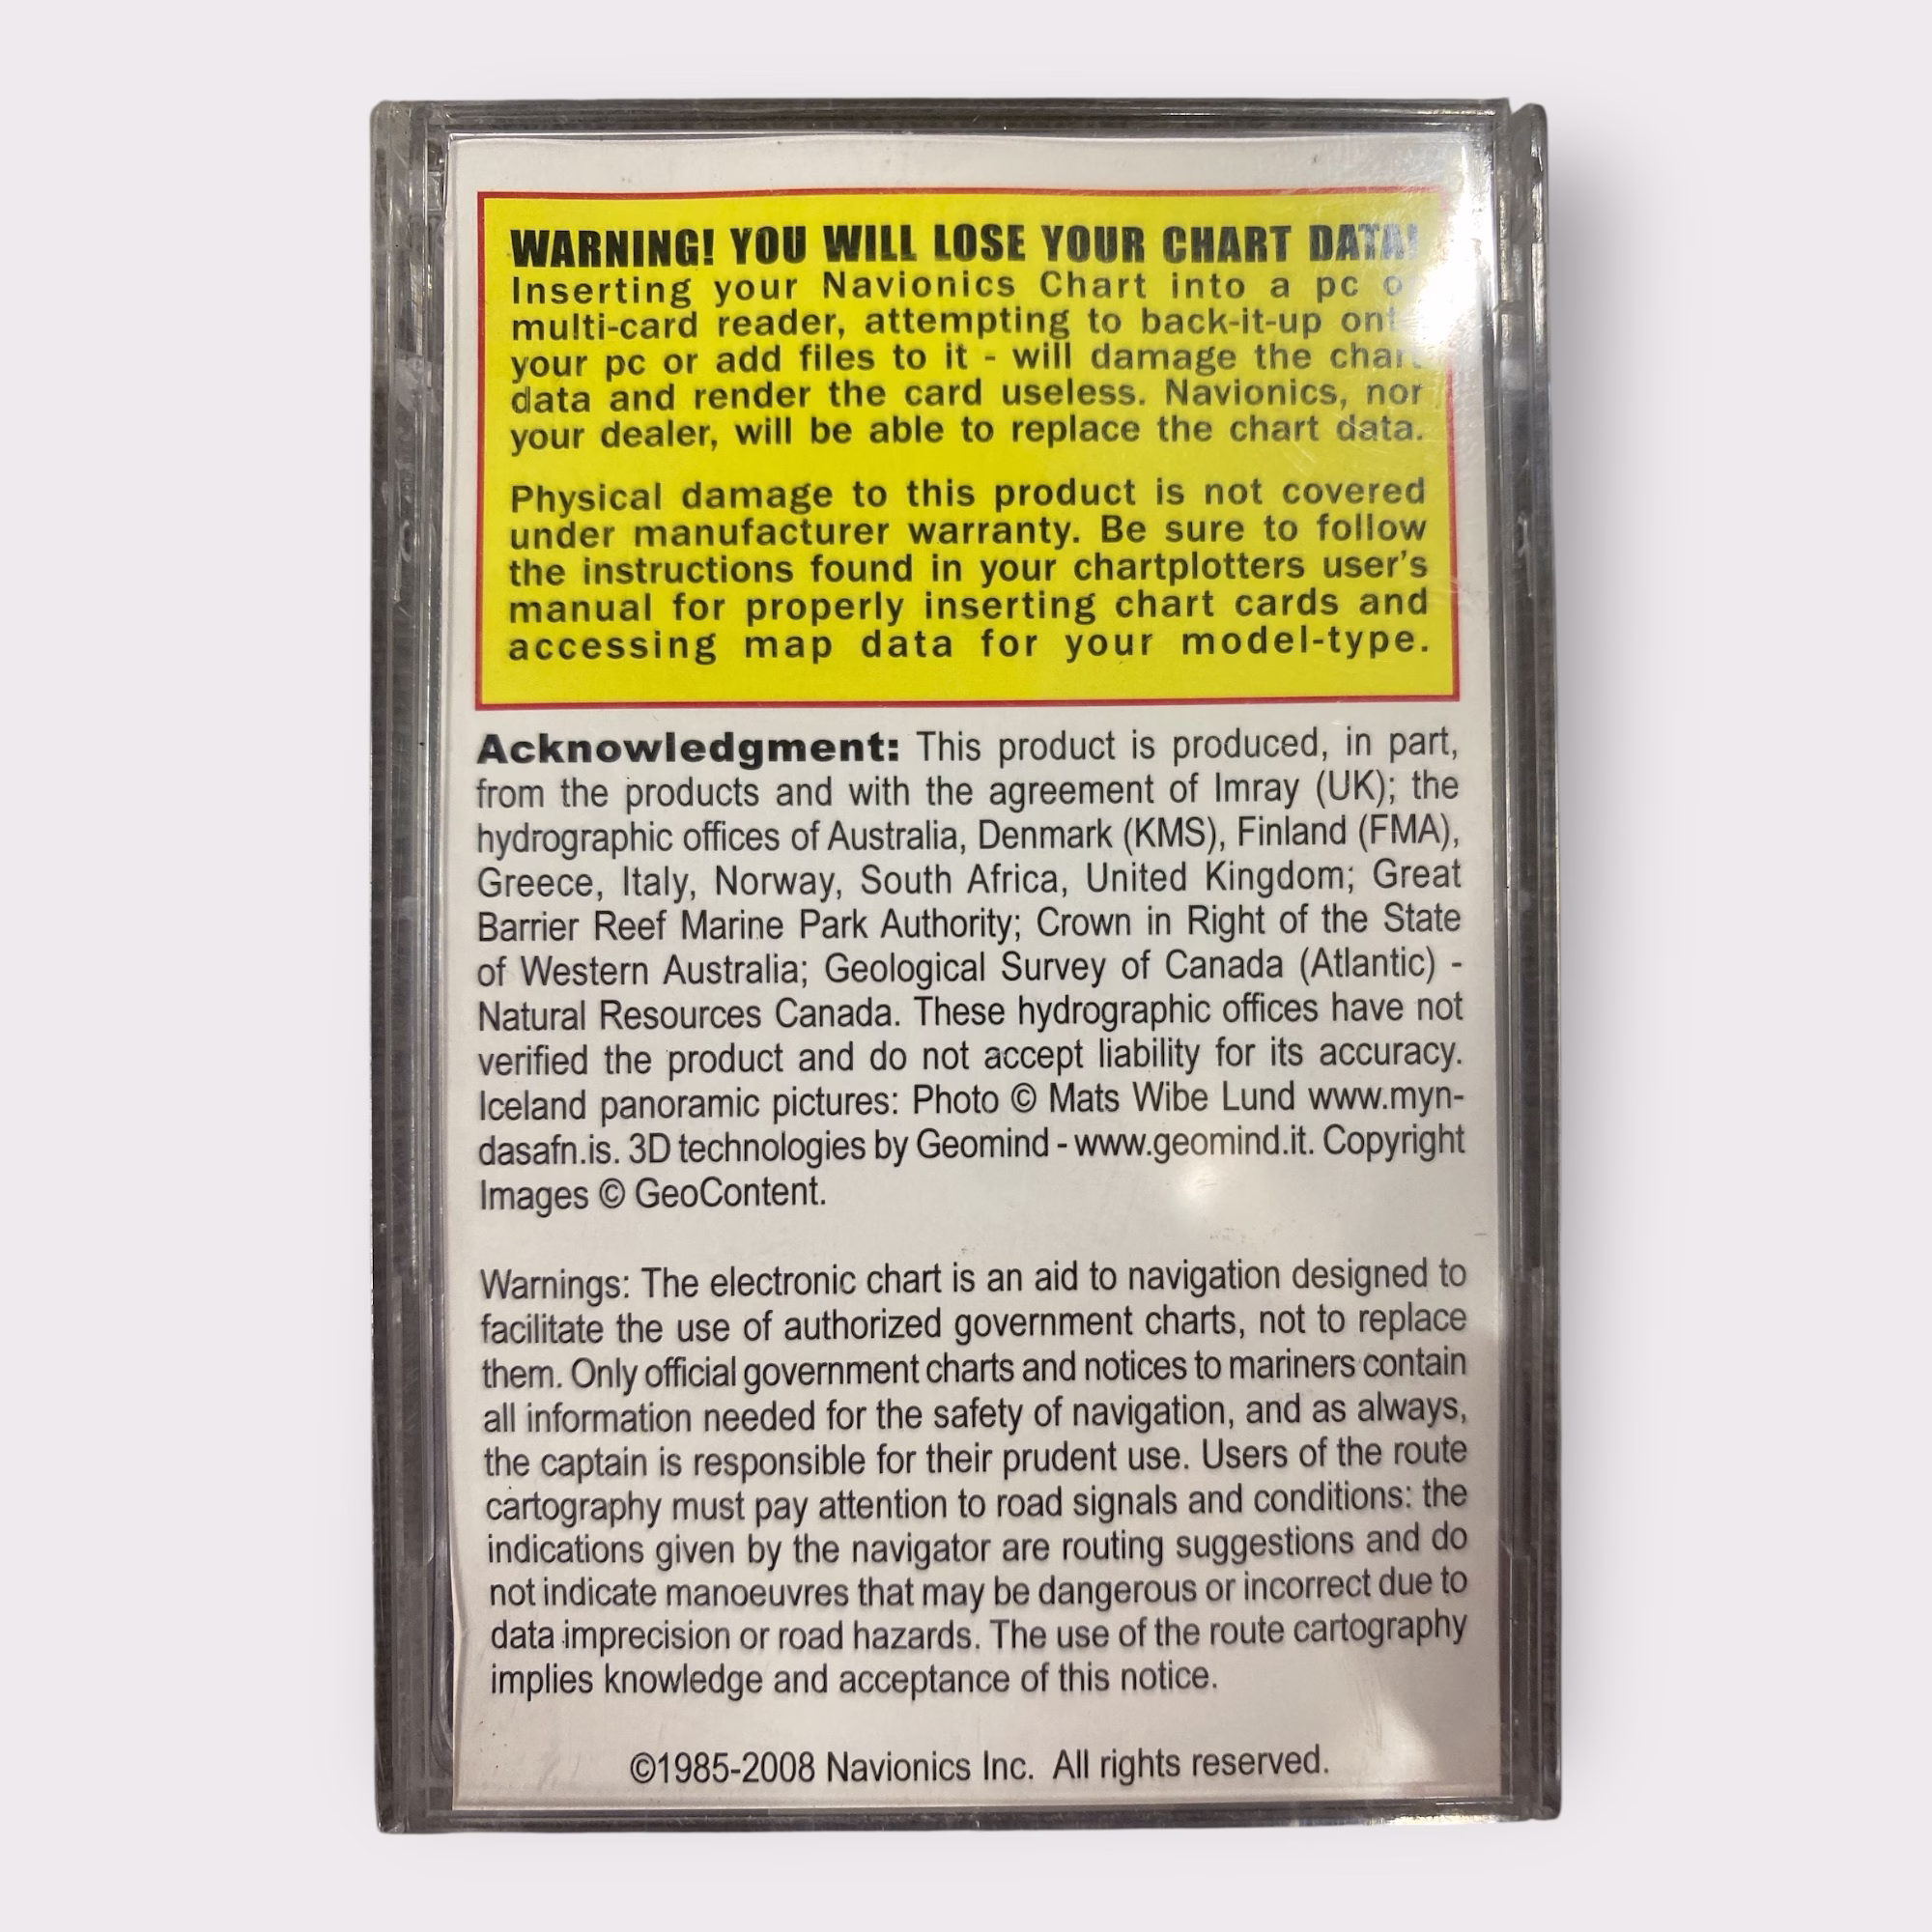 WARNING! YOU WILL LOSE YOUR CHART DATA!
Inserting your Navionics Chart into a pc
multi-card reader, attempting to back-it-up
your pc or add files to it - will damage the chart
data and render the card useless. Navionics, nor
your dealer, will be able to replace the chart data.
Physical damage to this product is not covered
under manufacturer warranty. Be sure to follow
the instructions found in your chartplotters user's
manual for properly inserting chart cards and
accessing map data for your model-type.
Acknowledgment: This product is produced, in part,
from the products and with the agreement of Imray (UK); the
hydrographic offices of Australia, Denmark (KMS), Finland (FMA),
Greece, Italy, Norway, South Africa, United Kingdom; Great
Barrier Reef Marine Park Authority; Crown in Right of the State
of Western Australia; Geological Survey of Canada (Atlantic) -
Natural Resources Canada. These hydrographic offices have not
verified the product and do not accept liability for its accuracy.
Iceland panoramic pictures: Photo © Mats Wibe Lund www.myn-
dasafn.is. 3D technologies by Geomind - www.geomind.it. Copyright
Images © GeoContent.
Warnings: The electronic chart is an aid to navigation designed to
facilitate the use of authorized government charts, not to replace
them. Only official government charts and notices to mariners contain
all information needed for the safety of navigation, and as always,
the captain is responsible for their prudent use. Users of the route
cartography must pay attention to road signals and conditions: the
indications given by the navigator are routing suggestions and do
not indicate manoeuvres that may be dangerous or incorrect due to
data imprecision or road hazards. The use of the route cartography
implies knowledge and acceptance of this notice.
©1985-2008 Navionics Inc. All rights reserved.